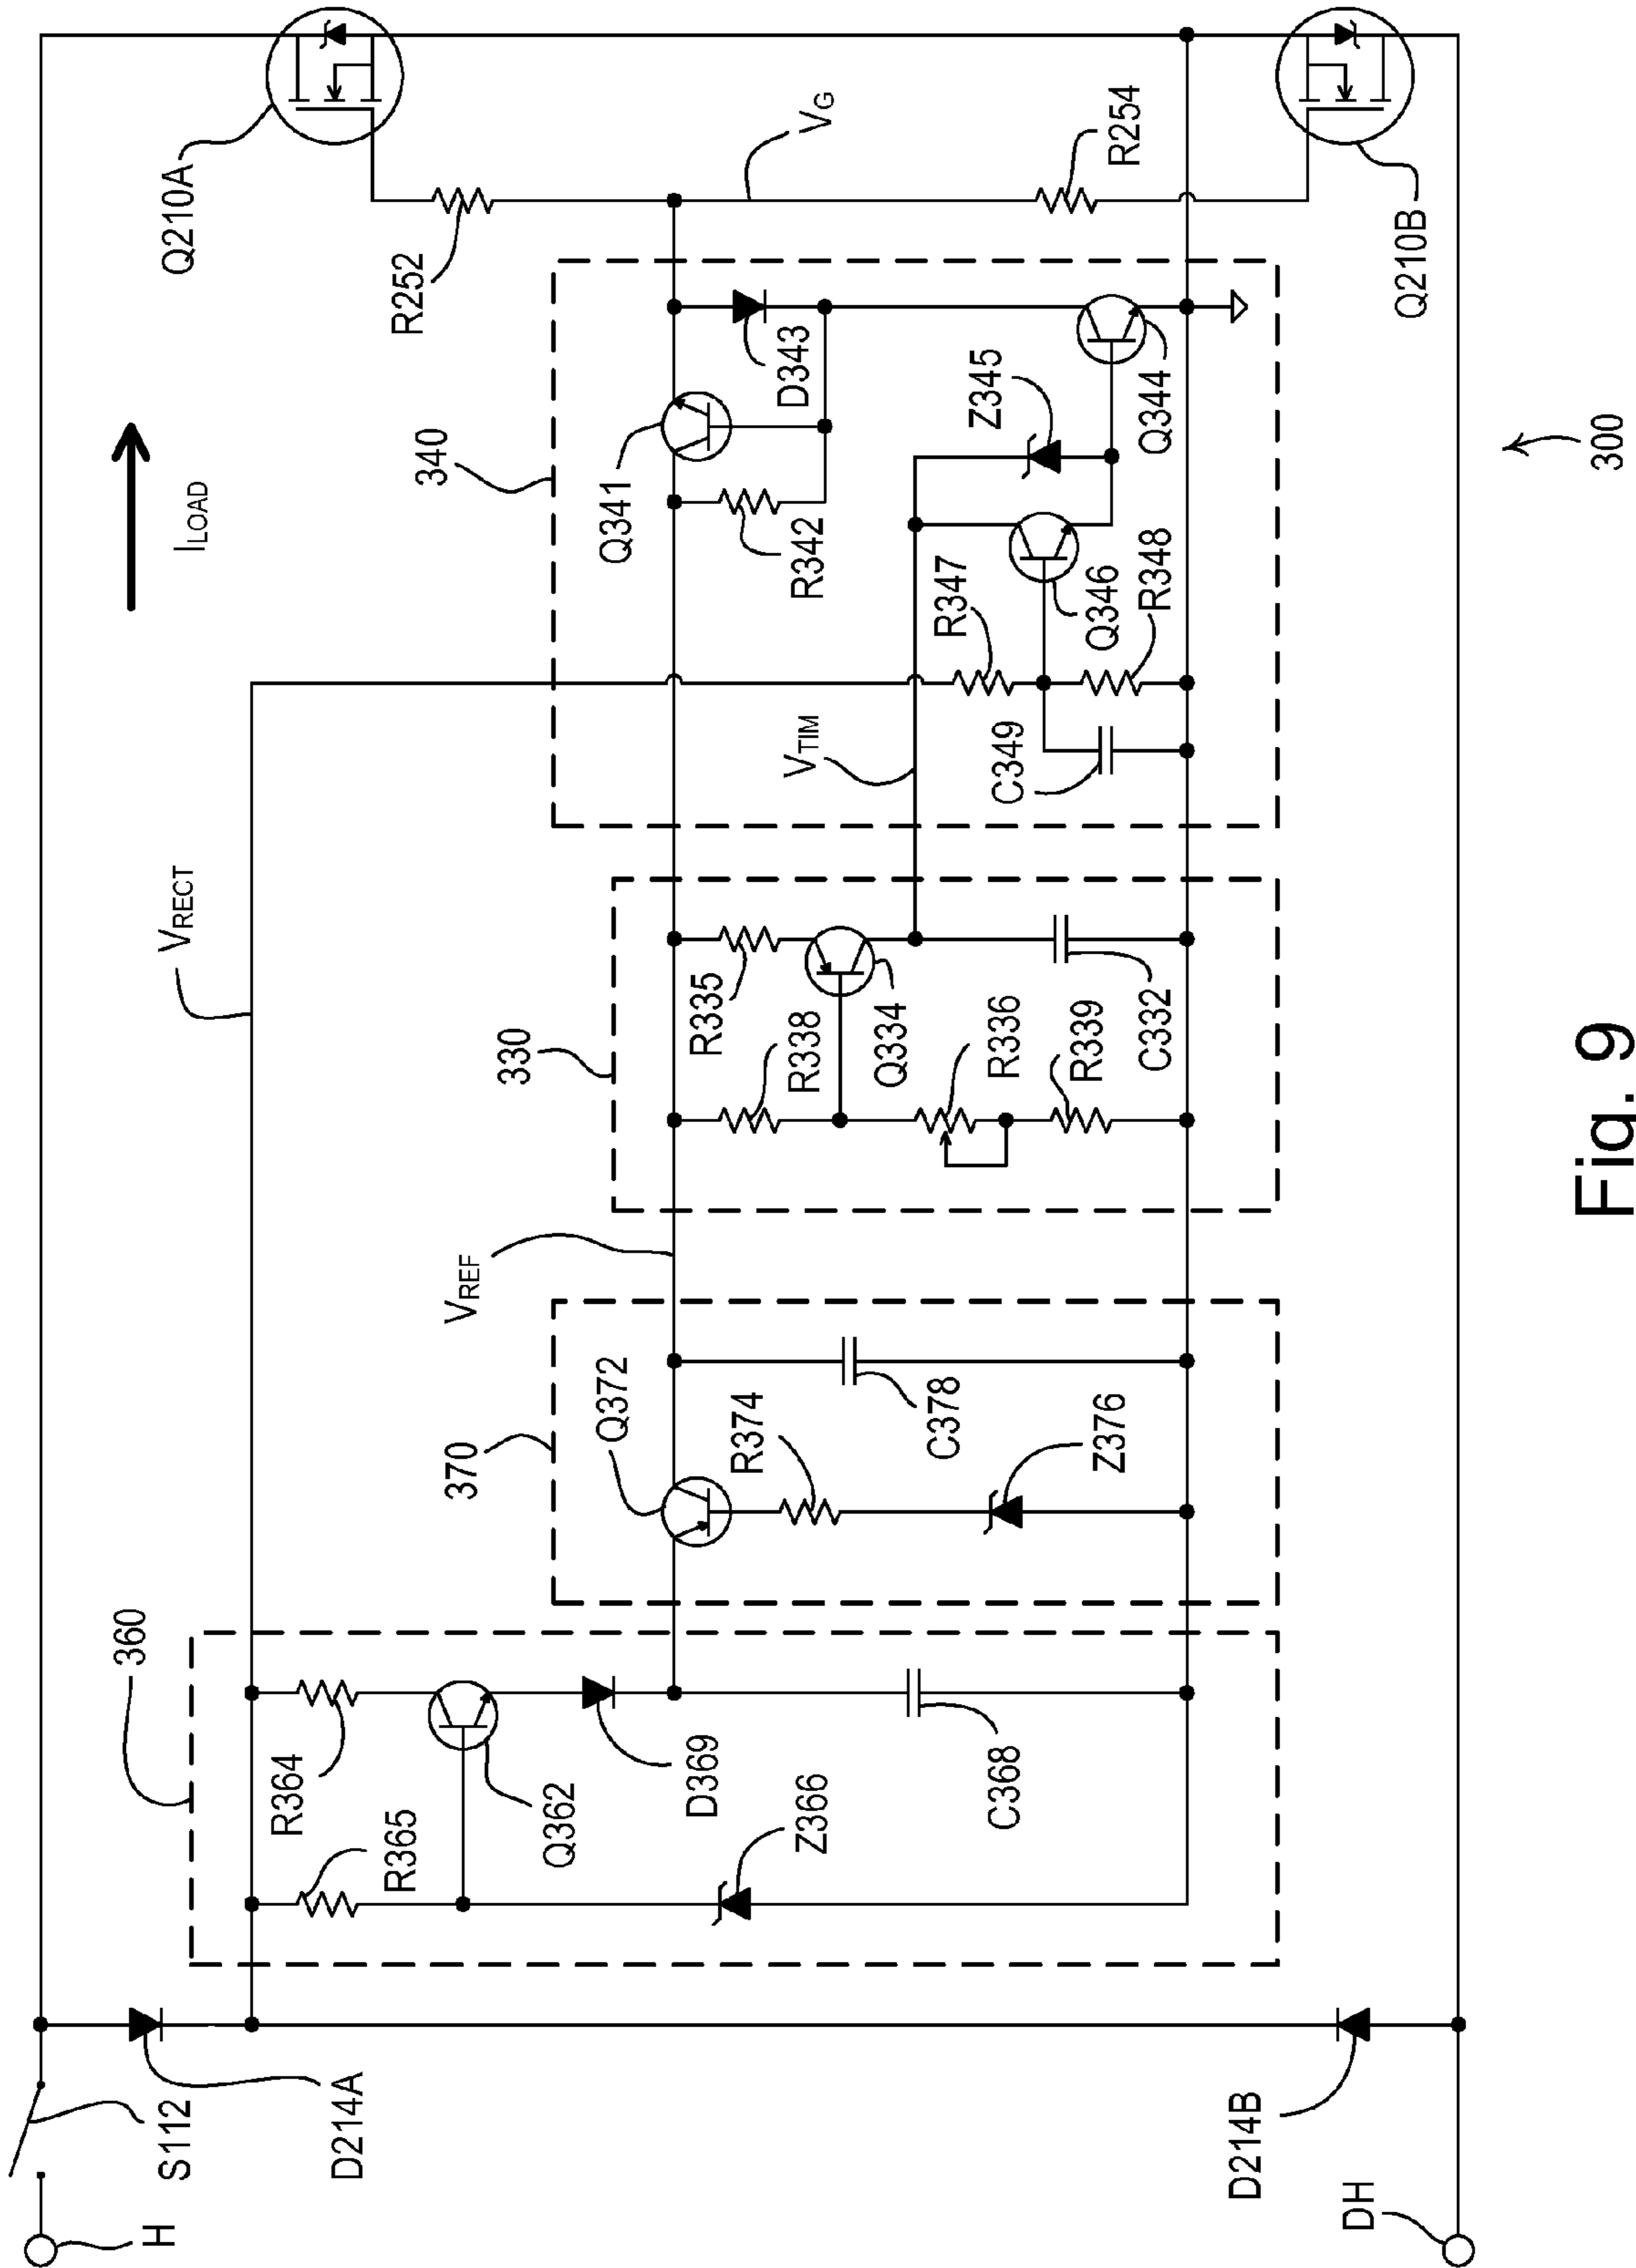 H
S112
D214A
D214B
DH
360
R364
R365
Q362
D369
Z366
C368
370
Q372
R374
C378
Z376
VREF
VRECT
330
R335
R338
Q334
R336
R339
C332
VTIM
340
Q341
R342
D343
R347
Z345
Q344
Q346
R348
C349
ILOAD
Q210A
R252
VG
R254
Q210B
300
Fig. 9